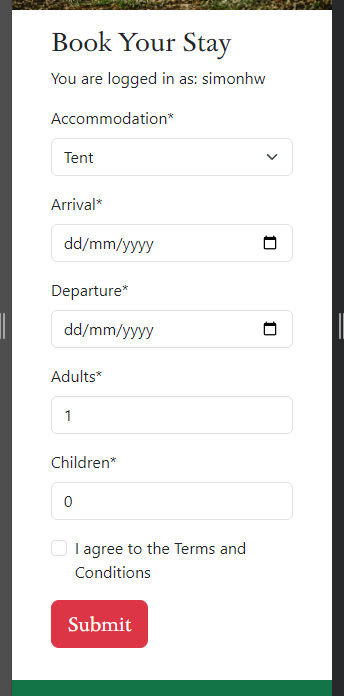 Book Your Stay
You are logged in as: simonhw
Accommodation*
Tent
Arrival*
dd/mm/yyyy
Departure*
dd/mm/yyyy
Adults*
1
Children*
0
I agree to the Terms and
Conditions
Submit